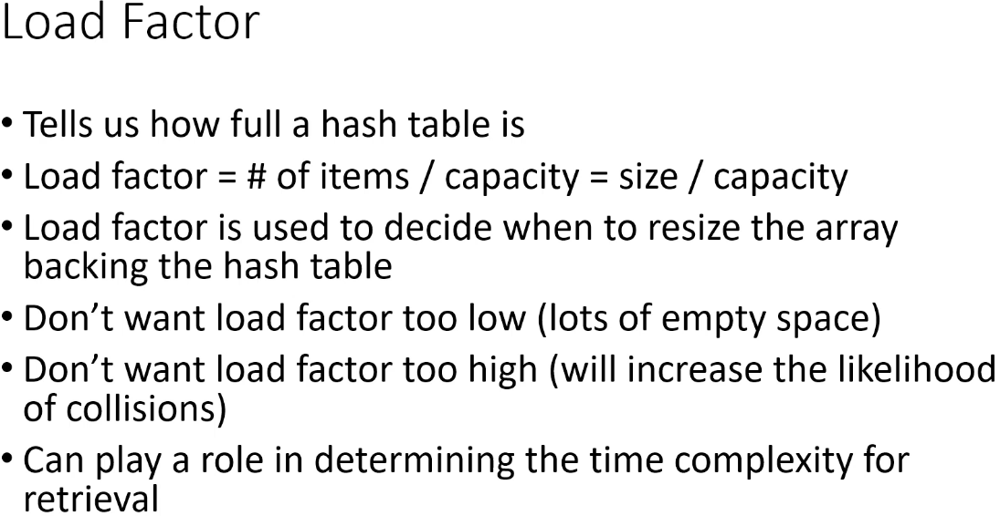 Load Factor
• Tells us how full a hash table is
• Load factor = # of items / capacity = size / capacity
• Load factor is used to decide when to resize the array
backing the hash table
• Don’t want load factor too low (lots of empty space)
• Don’t want load factor too high (will increase the likelihood
of collisions)
• Can play a role in determining the time complexity for
retrieval